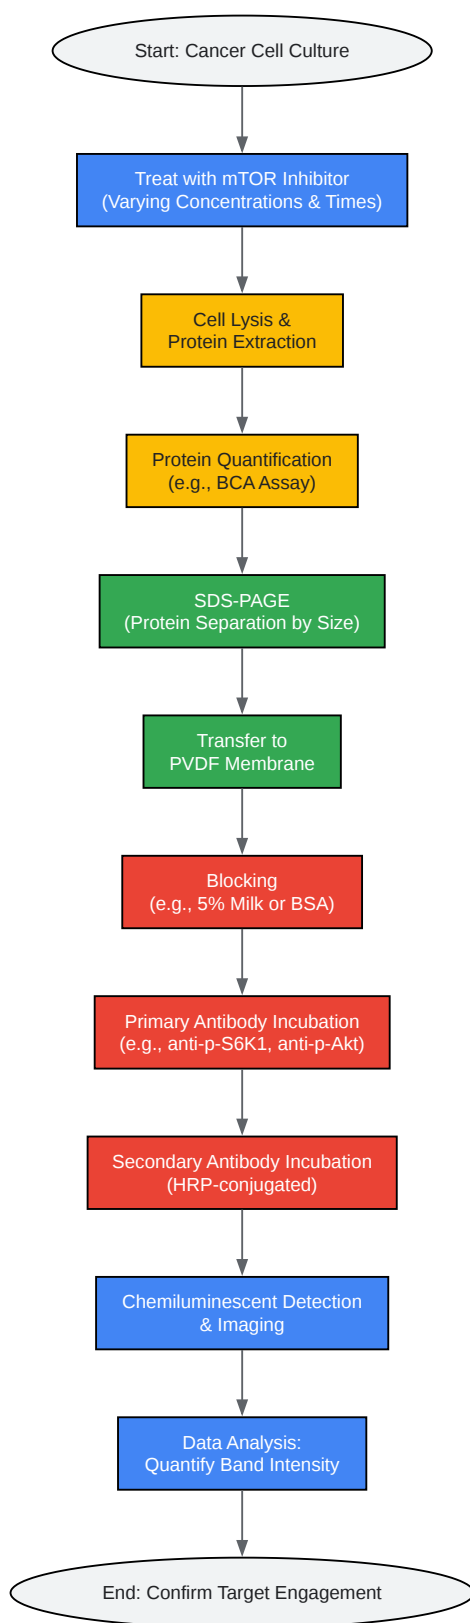 Start: Cancer Cell Culture
Treat with mTOR Inhibitor
(Varying Concentrations & Times)
Cell Lysis &
Protein Extraction
Protein Quantification
(e.g., BCA Assay)
SDS-PAGE
(Protein Separation by Size)
Transfer to
PVDF Membrane
Blocking
(e.g., 5% Milk or BSA)
Primary Antibody Incubation
(e.g., anti-p-S6K1, anti-p-Akt)
Secondary Antibody Incubation
(HRP-conjugated)
Chemiluminescent Detection
& Imaging
Data Analysis:
Quantify Band Intensity
End: Confirm Target Engagement